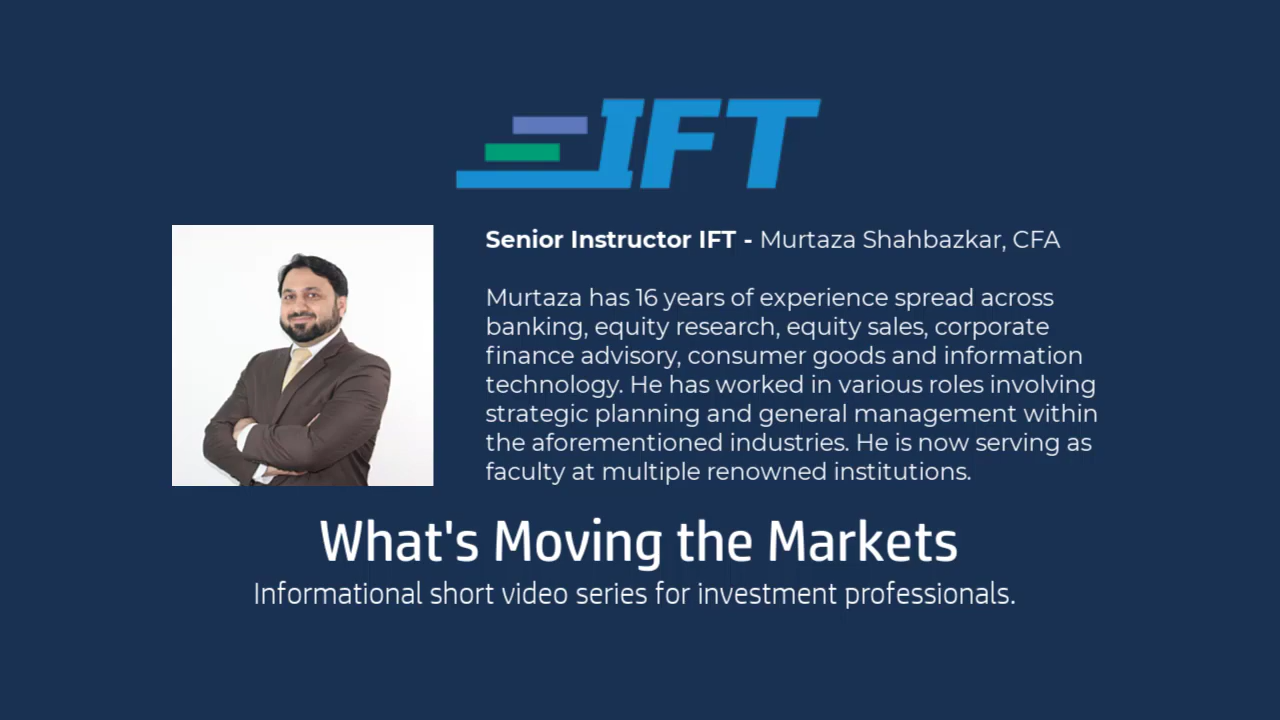 IFT
Senior Instructor IFT - Murtaza Shahbazkar, CFA
Murtaza has 16 years of experience spread across
banking, equity research, equity sales, corporate
finance advisory, consumer goods and information
technology. He has worked in various roles involving
strategic planning and general management within
the aforementioned industries. He is now serving as
faculty at multiple renowned institutions.
What's Moving the Markets
Informational short video series for investment professionals.